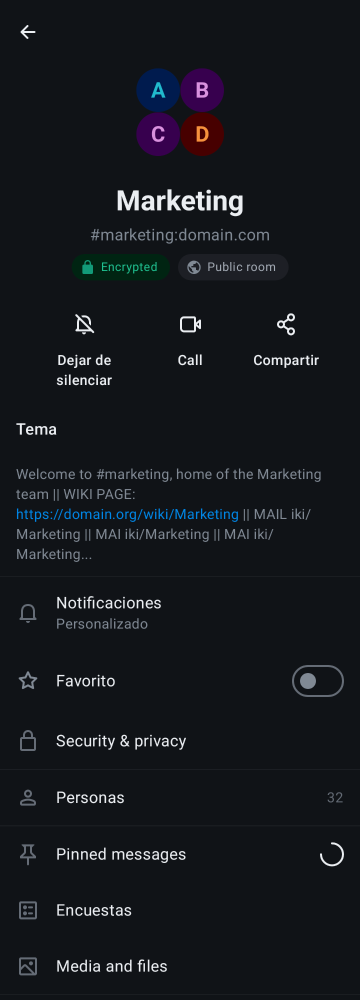 A
B
C
D
Marketing
#marketing:domain.com
Encrypted
Public room
Dejar de
silenciar
Call
Compartir
Tema
Welcome to #marketing, home of the Marketing
team || WIKI PAGE:
https://domain.org/wiki/Marketing || MAIL iki/
Marketing || MAI iki/Marketing || MAI iki/
Marketing...
Notificaciones
Personalizado
Favorito
Security & privacy
Personas 32
Pinned messages
Encuestas
Media and files